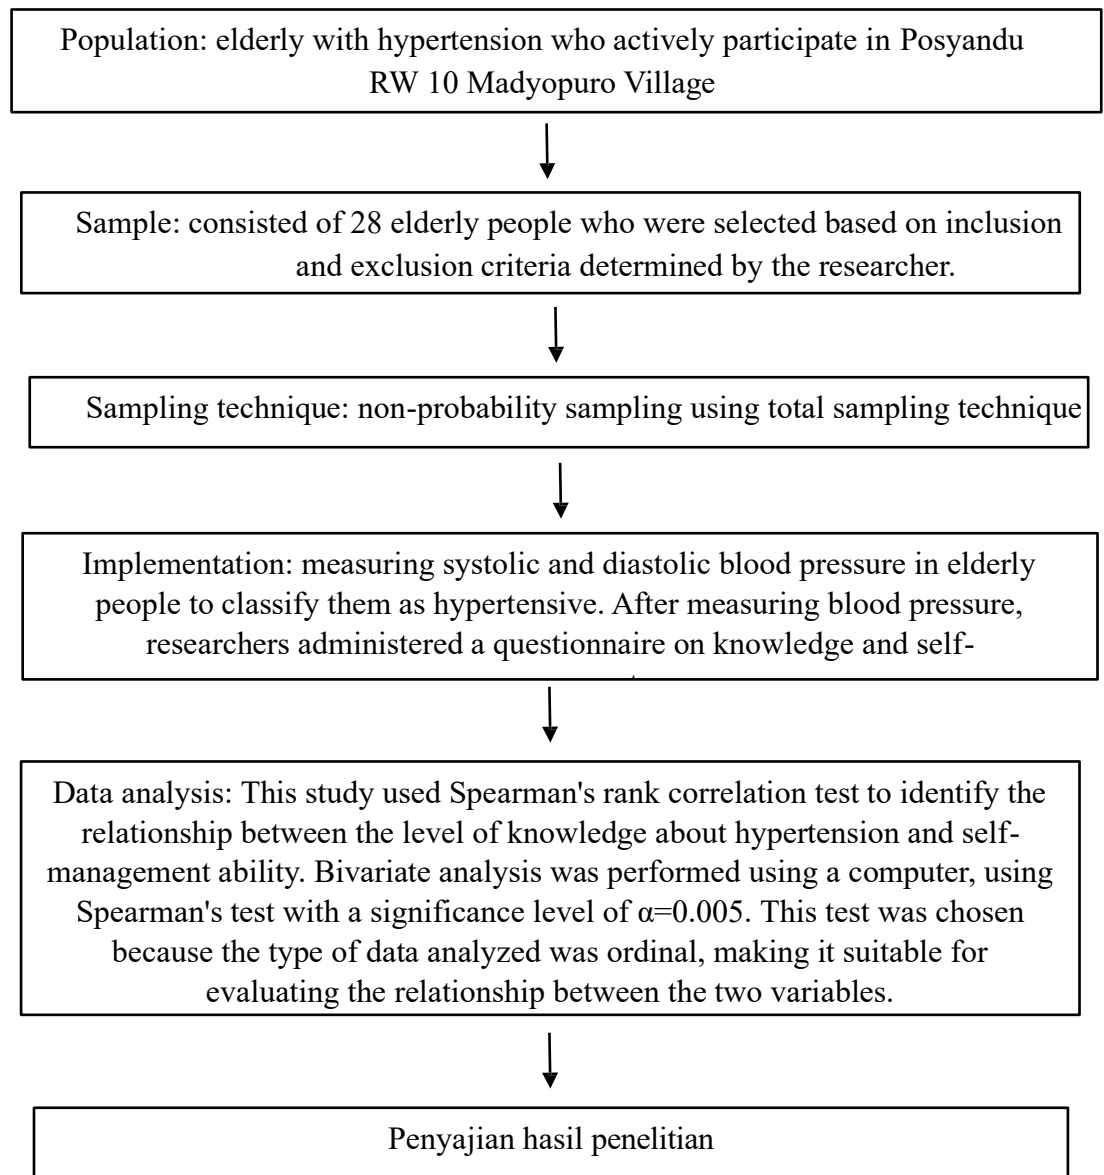 Population: elderly with hypertension who actively participate in Posyandu
RW 10 Madyopuro Village
Sample: consisted of 28 elderly people who were selected based on inclusion
and exclusion criteria determined by the researcher.
Sampling technique: non-probability sampling using total sampling technique
Implementation: measuring systolic and diastolic blood pressure in elderly
people to classify them as hypertensive. After measuring blood pressure,
researchers administered a questionnaire on knowledge and self-
Data analysis: This study used Spearman's rank correlation test to identify the
relationship between the level of knowledge about hypertension and self-
management ability. Bivariate analysis was performed using a computer, using
Spearman's test with a significance level of α=0.005. This test was chosen
because the type of data analyzed was ordinal, making it suitable for
evaluating the relationship between the two variables.
Penyajian hasil penelitian